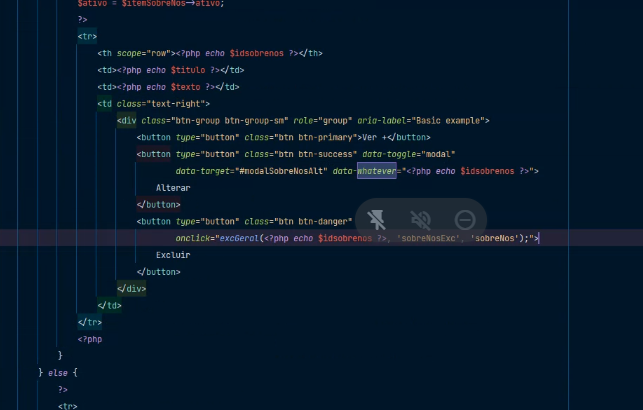 $ativo = $itemSobreNos->ativo;
?>
<tr>
<th scope="row"><?php echo $idsobrenos ?></th>
<td><?php echo $titulo ?></td>
<td><?php echo $texto ?></td>
<td class="text-right">
<div class="btn-group btn-group-sm" role="group" aria-label="Basic example">
<button type="button" class="btn btn-primary">Ver +</button>
<button type="button" class="btn btn-success" data-toggle="modal"
data-target="#modalSobreNosAlt" data-whatever="<?php echo $idsobrenos ?>">
Alterar
</button>
<button type="button" class="btn btn-danger"
onclick="excGeral(<?php echo $idsobrenos ?>, 'sobreNosExc', 'sobreNos');">
Excluir
</button>
</div>
</td>
</tr>
<?php
}
} else {
?>
<tr>